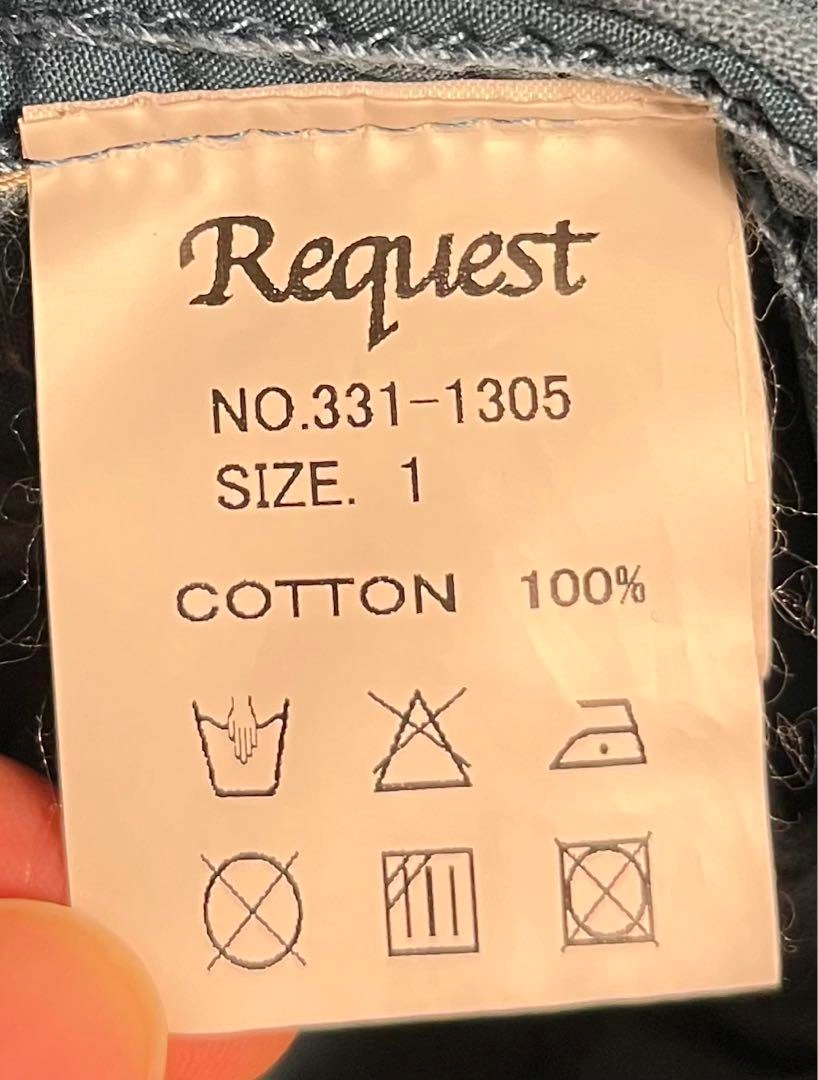 Request
NO.331-1305
SIZE. 1
COTTON 100%